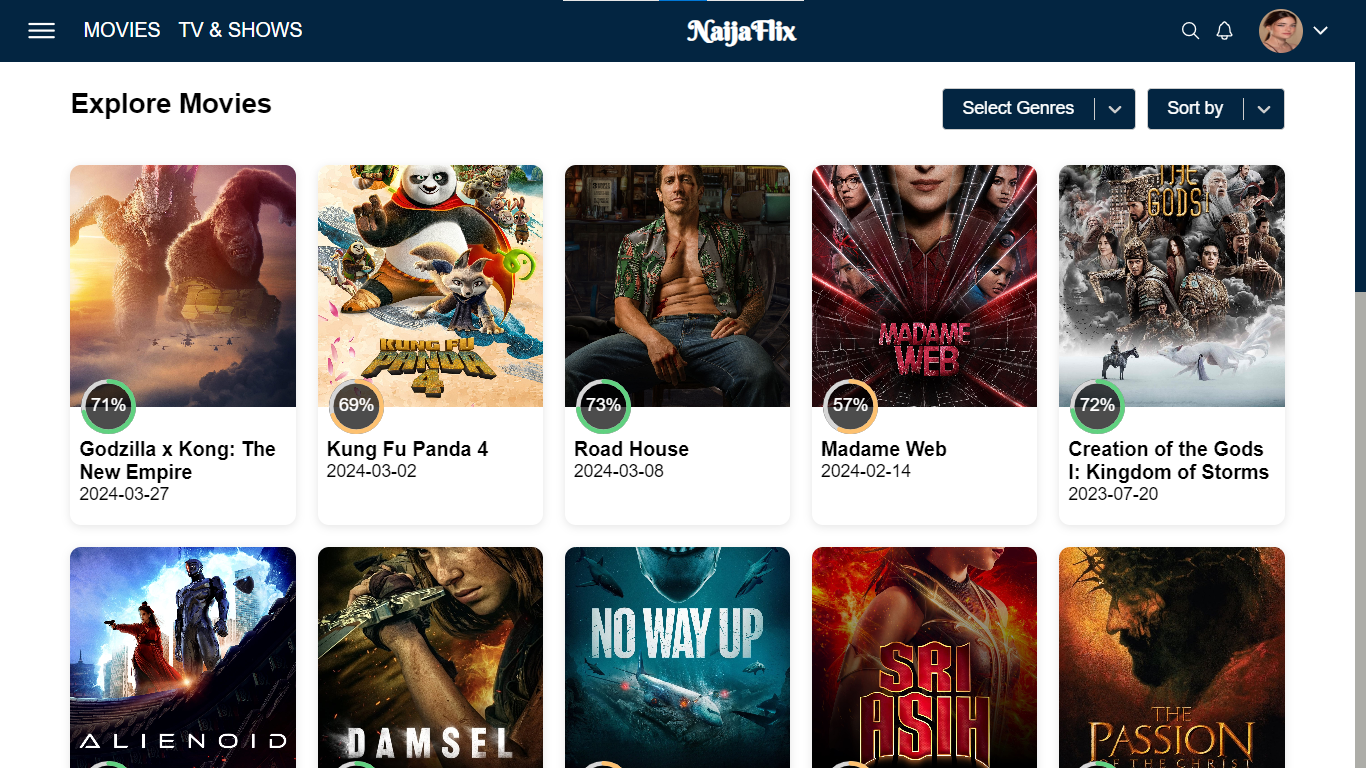 MOVIES TV & SHOWS NaijaFlix
Explore Movies
Select Genres Sort by
THE
GODS I
KUNG FU
PANDA
4
MADAME
WEB
71% 69% 73% 57% 72%
Godzilla x Kong: The Kung Fu Panda 4 Road House Madame Web Creation of the Gods
New Empire 2024-03-02 2024-03-08 2024-02-14 I: Kingdom of Storms
2024-03-27 2023-07-20
ALIENOID
DAMSEL
NO WAY UP
SRI
ASIH
THE
PASSION
OF THE CHRIST